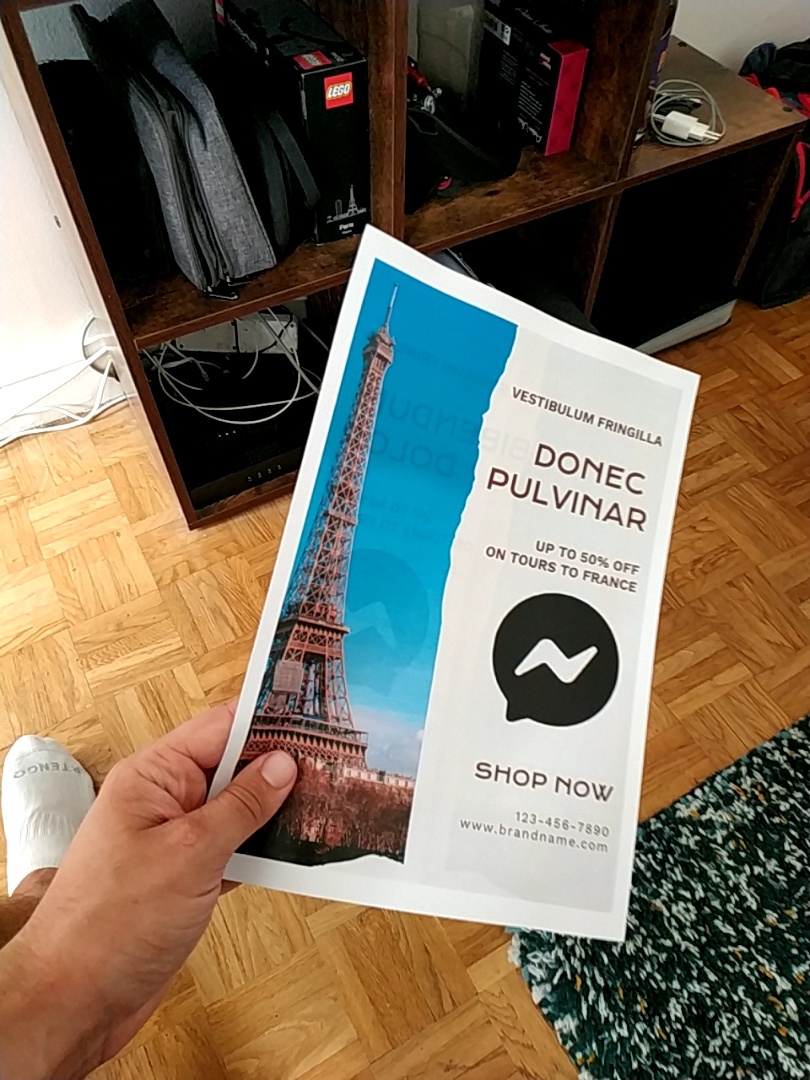 LEGO
Paris
VESTIBULUM FRINGILLA
DONEC
PULVINAR
UP TO 50% OFF
ON TOURS TO FRANCE
SHOP NOW
123-456-7890
www.brandname.com